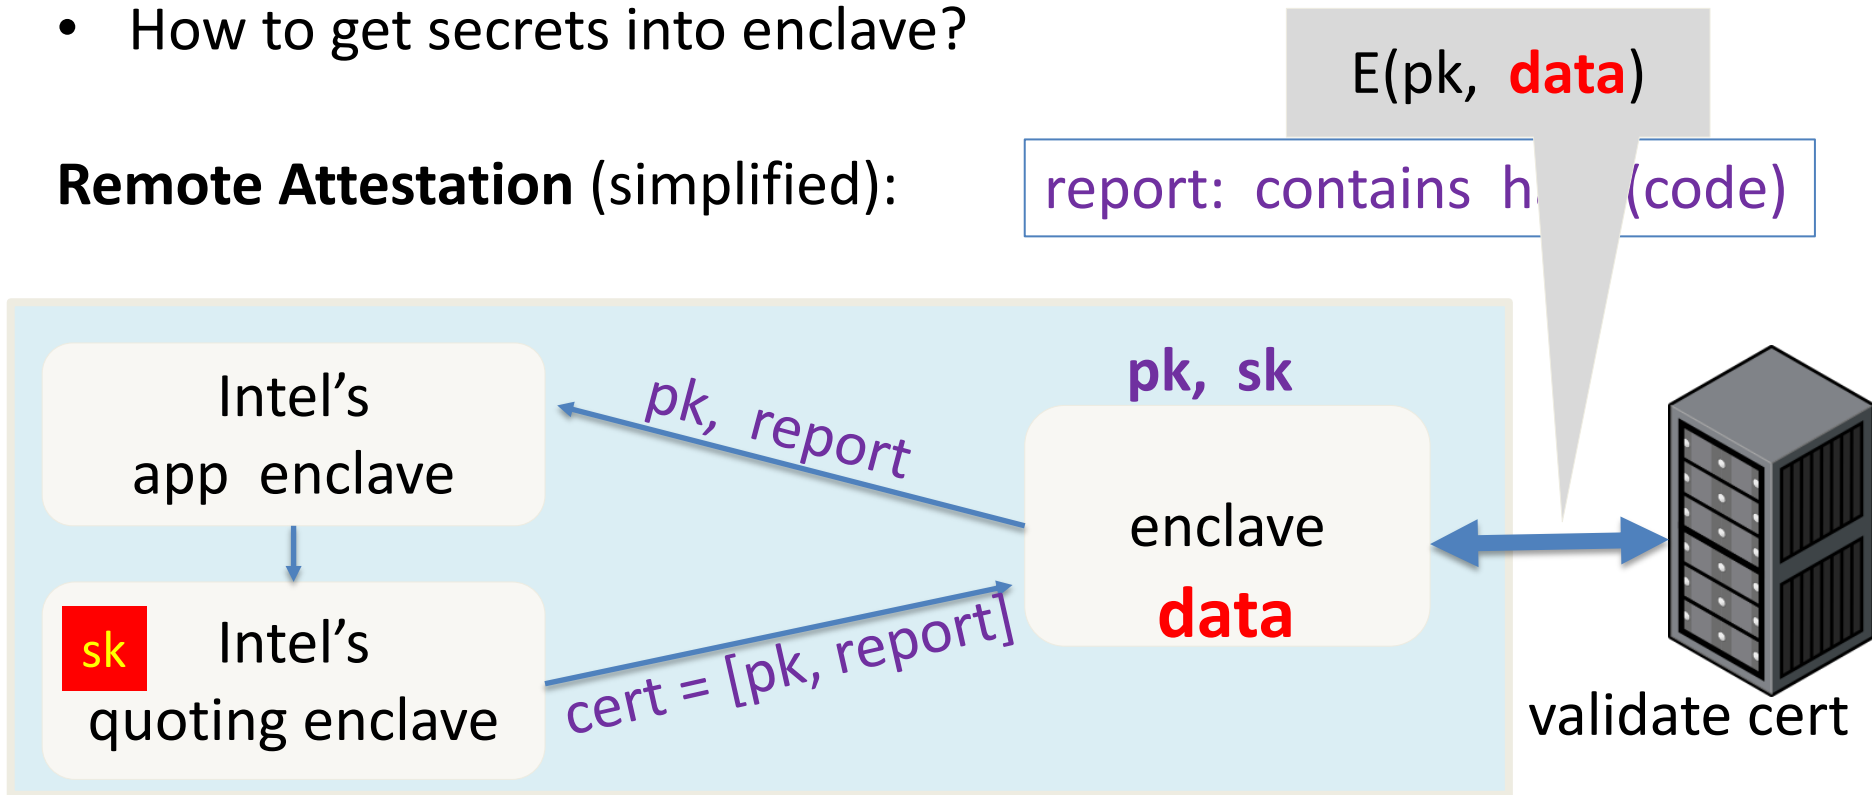 • How to get secrets into enclave?
E(pk, data)
Remote Attestation (simplified):
report: contains (code)
Intel's
app enclave
pk, report
pk, sk
enclave
data
sk
Intel's
quoting enclave
cert = [pk, report]
validate cert